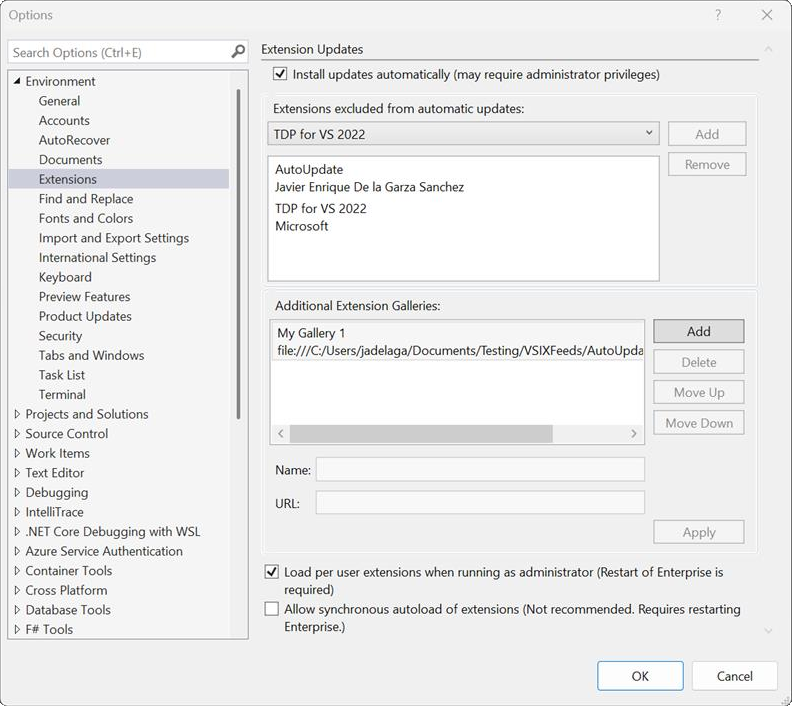 Options
?
Search Options (Ctrl+E)
Environment
General
Accounts
AutoRecover
Documents
Extensions
Find and Replace
Fonts and Colors
Import and Export Settings
International Settings
Keyboard
Preview Features
Product Updates
Security
Tabs and Windows
Task List
Terminal
Projects and Solutions
Source Control
Work Items
Text Editor
Debugging
IntelliTrace
.NET Core Debugging with WSL
Azure Service Authentication
Container Tools
Cross Platform
Database Tools
F# Tools
Extension Updates
Install updates automatically (may require administrator privileges)
Extensions excluded from automatic updates:
TDP for VS 2022
Add
Remove
AutoUpdate
Javier Enrique De la Garza Sanchez
TDP for VS 2022
Microsoft
Additional Extension Galleries:
My Gallery 1
file:///C:/Users/jadelaga/Documents/Testing/VSIXFeeds/AutoUpda
Add
Delete
Move Up
Move Down
Name:
URL:
Apply
Load per user extensions when running as administrator (Restart of Enterprise is
required)
Allow synchronous autoload of extensions (Not recommended. Requires restarting
Enterprise.)
OK
Cancel